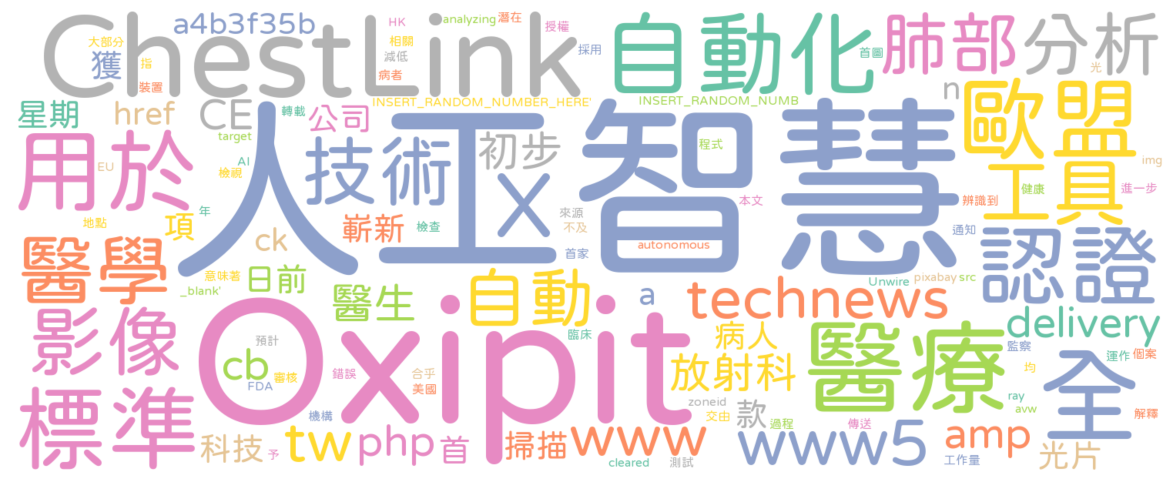 ChestLink
自動化
肺部
分析
a4b3f35b
HK
analyzing
潛在
大部分
獲
指
裝置
相關
減低
病者
授權
採用
首圖
光
星期
href
CE
轉載
公司
INSERT_RANDOM_NUMBER_HERE'
INSERT_RANDOM_NUMB
n
歐盟
target
用於
EU
AI
檢視
技術
初步
人工智慧
x
程式
工具
健康
img
進一步
辨識到
本文
地點
年
項
嶄新
檢查
來源
不及
首家
autonomous
通知
認證
醫學
ck
意味著
日前
_blank'
醫生
自動
a
technews
Unwire
pixabay
src
delivery
影像
Oxipit
臨床
病人
醫療
監察
運作
個案
預計
cb
審核
FDA
錯誤
合乎
美國
放射科
均
全
標準
機構
zoneid
交由
款
過程
傳送
ray
avw
解釋
科技
予
tw
php
首
掃描
www
cleared
測試
www5
amp
工作量
光片